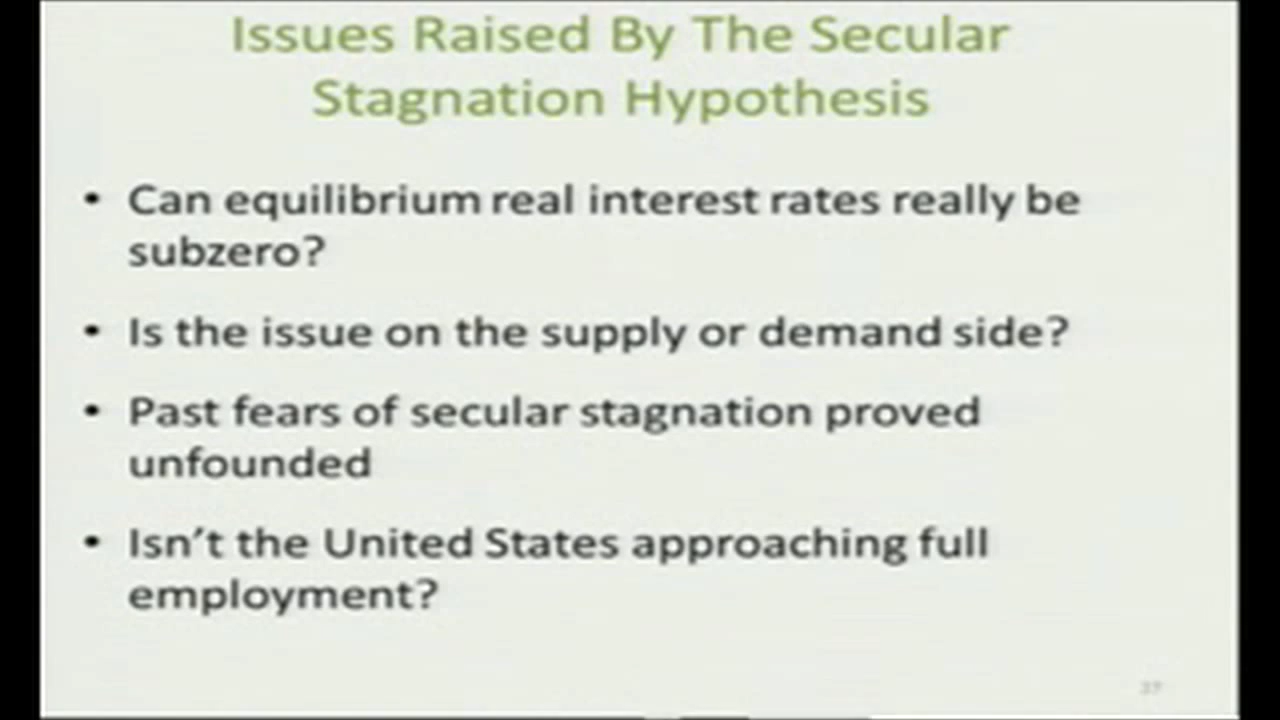 Issues Raised By The Secular
Stagnation Hypothesis
• Can equilibrium real interest rates really be
subzero?
• Is the issue on the supply or demand side?
• Past fears of secular stagnation proved
unfounded
• Isn't the United States approaching full
employment?
37